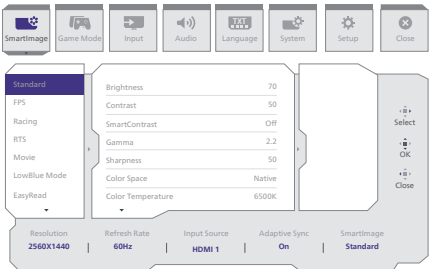 SmartImage
Game Mode
Input
Audio
TXT
Language
System
Setup
Close
Standard
FPS
Racing
RTS
Movie
LowBlue Mode
EasyRead
Brightness 70
Contrast 50
SmartContrast Off
Gamma 2.2
Sharpness 50
Color Space Native
Color Temperature 6500K
Select
OK
Close
Resolution Refresh Rate Input Source Adaptive Sync SmartImage
2560X1440 | 60Hz | HDMI 1 | On | Standard